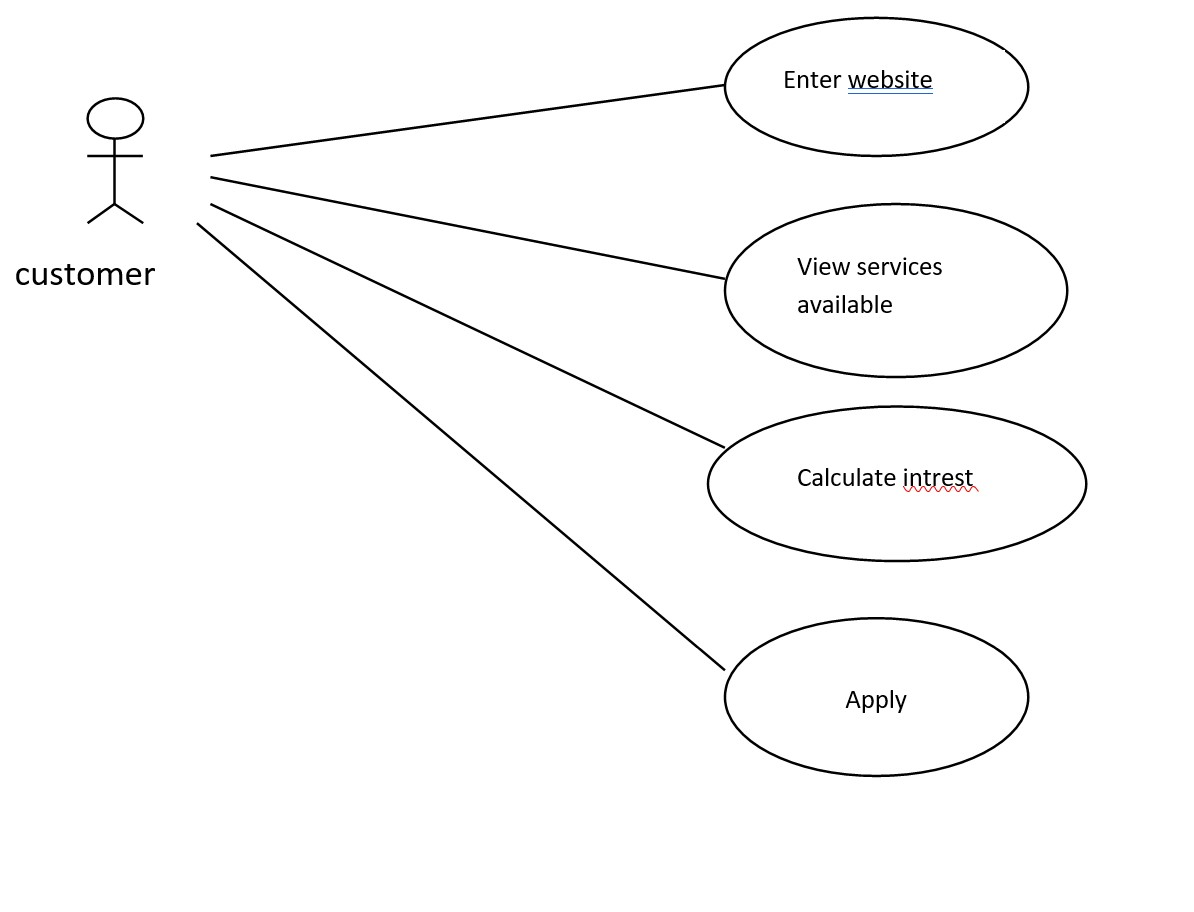 Enter website
customer
View services
available
Calculate intrest
Apply